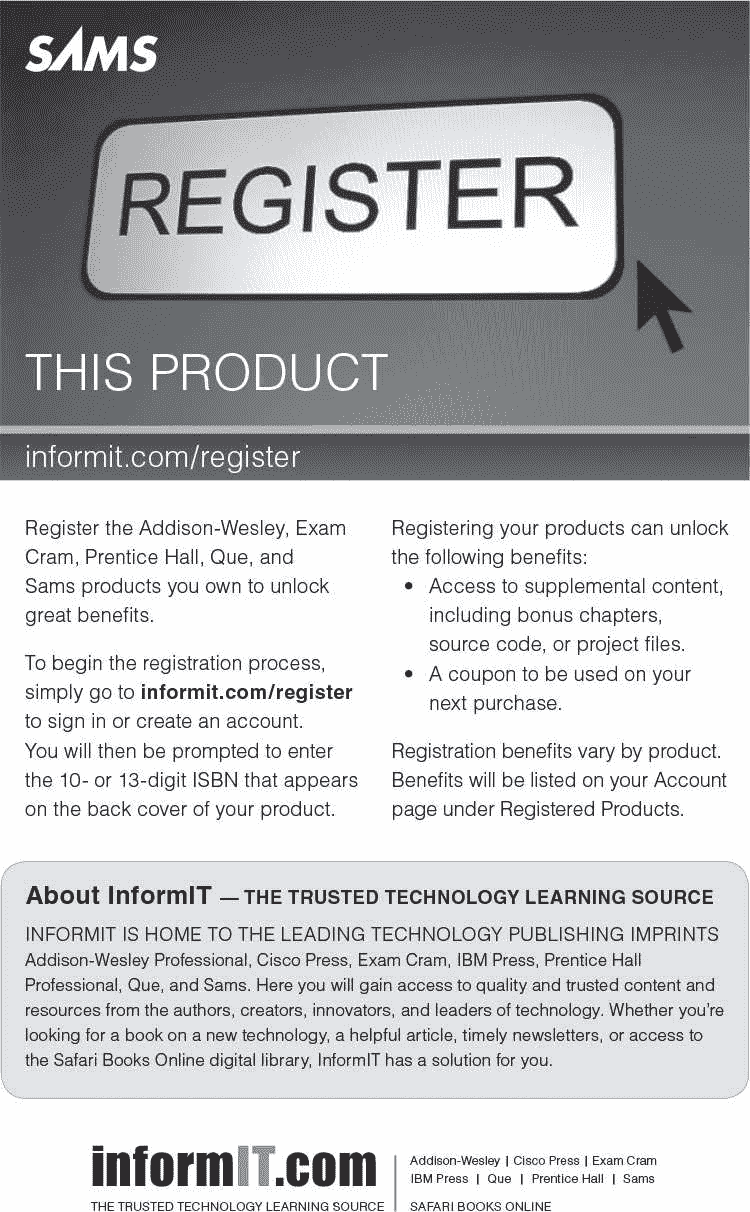 SAMS
REGISTER
THIS PRODUCT
informit.com/register
Register the Addison-Wesley, Exam
Cram, Prentice Hall, Que, and
Sams products you own to unlock
great benefits.
To begin the registration process,
simply go to informit.com/register
to sign in or create an account.
You will then be prompted to enter
the 10- or 13-digit ISBN that appears
on the back cover of your product.
Registering your products can unlock
the following benefits:
• Access to supplemental content,
including bonus chapters,
source code, or project files.
• A coupon to be used on your
next purchase.
Registration benefits vary by product.
Benefits will be listed on your Account
page under Registered Products.
About InformIT — THE TRUSTED TECHNOLOGY LEARNING SOURCE
INFORMIT IS HOME TO THE LEADING TECHNOLOGY PUBLISHING IMPRINTS
Addison-Wesley Professional, Cisco Press, Exam Cram, IBM Press, Prentice Hall
Professional, Que, and Sams. Here you will gain access to quality and trusted content and
resources from the authors, creators, innovators, and leaders of technology. Whether you're
looking for a book on a new technology, a helpful article, timely newsletters, or access to
the Safari Books Online digital library, InformIT has a solution for you.
informIT.com
THE TRUSTED TECHNOLOGY LEARNING SOURCE
Addison-Wesley | Cisco Press | Exam Cram
IBM Press | Que | Prentice Hall | Sams
SAFARI BOOKS ONLINE